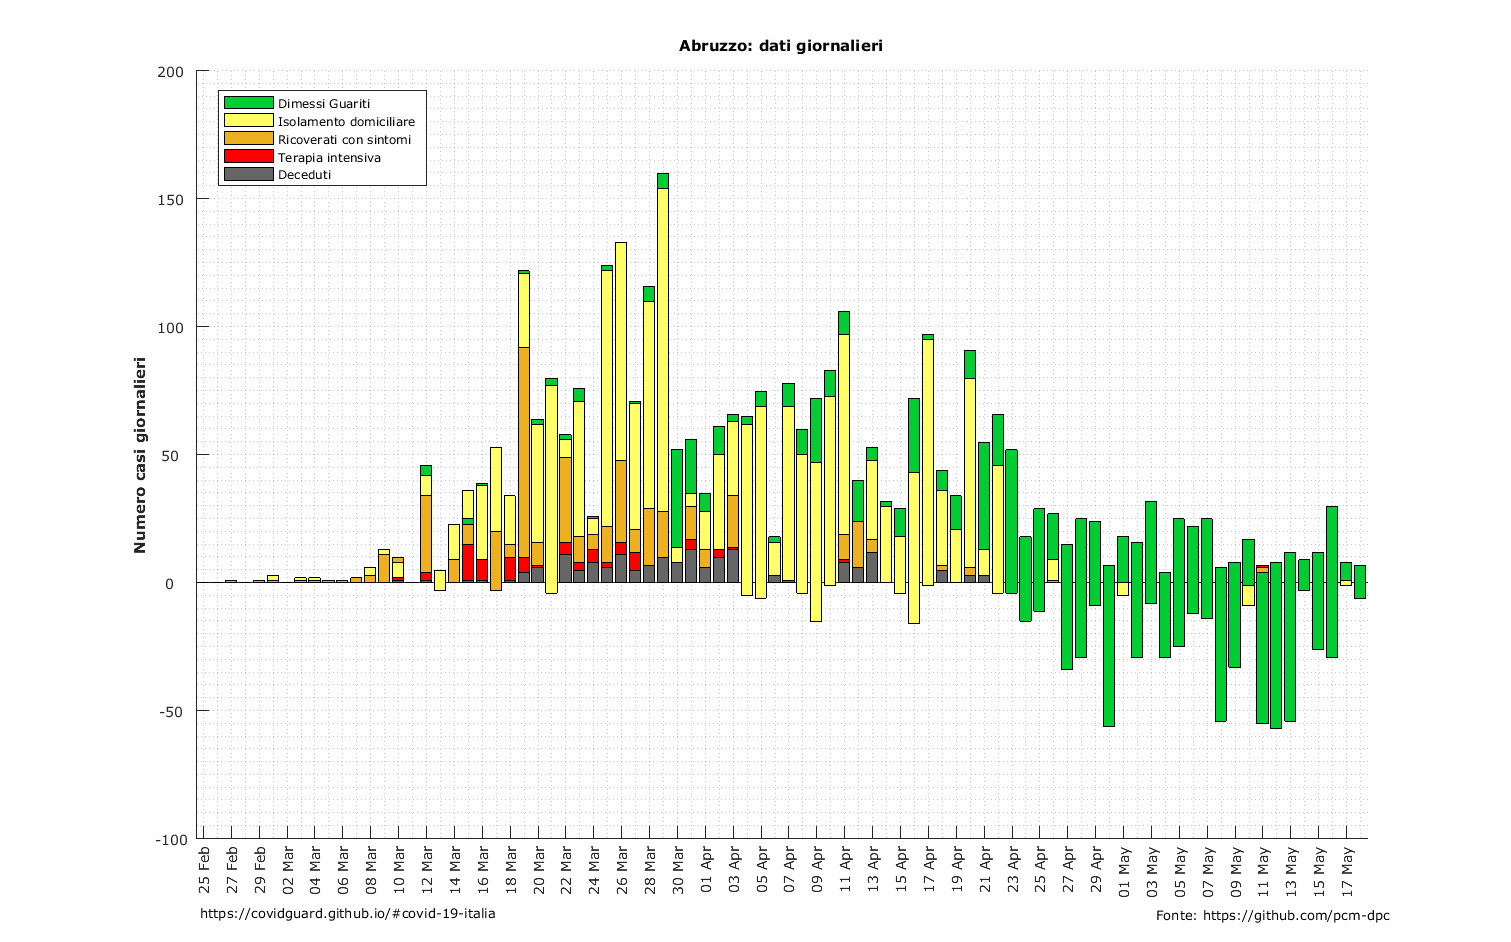 Abruzzo: dati giornalieri
200
150
100
50
0
-50
-100
Numero casi giornalieri
Dimessi Guariti
Isolamento domiciliare
Ricoverati con sintomi
Terapia intensiva
Deceduti
25 Feb
27 Feb
29 Feb
02 Mar
04 Mar
06 Mar
08 Mar
10 Mar
12 Mar
14 Mar
16 Mar
18 Mar
20 Mar
22 Mar
24 Mar
26 Mar
28 Mar
30 Mar
01 Apr
03 Apr
05 Apr
07 Apr
09 Apr
11 Apr
13 Apr
15 Apr
17 Apr
19 Apr
21 Apr
23 Apr
25 Apr
27 Apr
29 Apr
01 May
03 May
05 May
07 May
09 May
11 May
13 May
15 May
17 May
https://covidguard.github.io/#covid-19-italia
Fonte: https://github.com/pcm-dpc